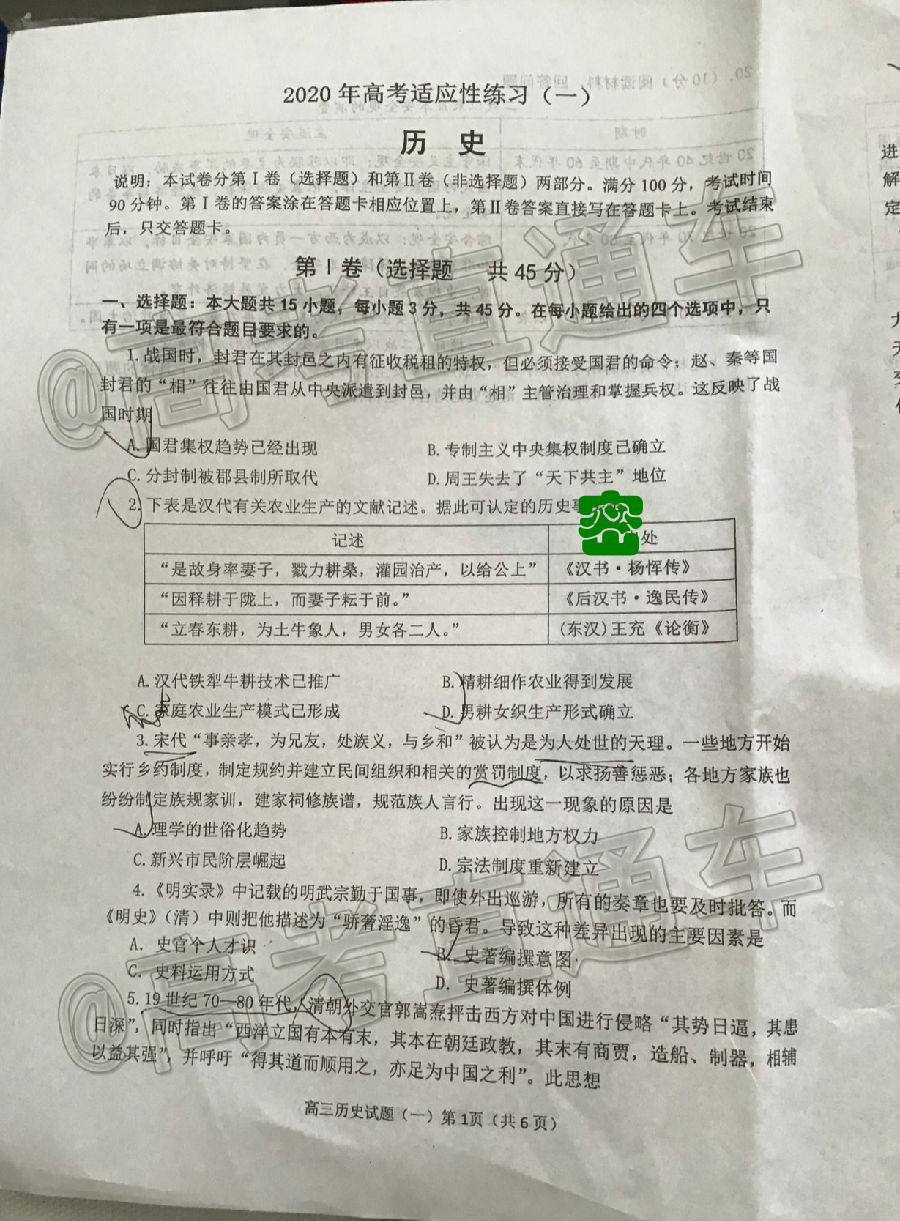 2020年高考适应性练习（一）
历 史
说明：本试卷分第Ⅰ卷（选择题）和第Ⅱ卷（非选择题）两部分。满分100分，考试时间
90分钟。第Ⅰ卷的答案涂在答题卡相应位置上，第Ⅱ卷答案直接写在答题卡上。考试结束
后，只交答题卡。
第Ⅰ卷（选择题 共45分）
一、选择题：本大题共15小题，每小题3分，共45分。在每小题给出的四个选项中，只
有一项是最符合题目要求的。
1.战国时，封君在其封邑之内有征收税租的特权，但必须接受国君的命令；赵、秦等国
封君的“相”往往由国君从中央派遣到封邑，并由“相”主管治理和掌握兵权。这反映了战
国时期
A.国君集权趋势已经出现 B.专制主义中央集权制度已确立
C.分封制被郡县制所取代 D.周王失去了“天下共主”地位
2.下表是汉代有关农业生产的文献记述。据此可认定的历史
记述 处
“是故身率妻子，戮力耕桑，灌园治产，以给公上” 《汉书·杨恽传》
“因释耕于陇上，而妻子耘于前。” 《后汉书·逸民传》
“立春东耕，为土牛象人，男女各二人。” (东汉)王充《论衡》
A.汉代铁犁牛耕技术已推广 B.精耕细作农业得到发展
C.家庭农业生产模式已形成 D.男耕女织生产形式确立
3.宋代“事亲孝，为兄友，处族义，与乡和”被认为是为人处世的天理。一些地方开始
实行乡约制度，制定规约并建立民间组织和相关的赏罚制度，以求扬善惩恶；各地方家族也
纷纷制定族规家训，建家祠修族谱，规范族人言行。出现这一现象的原因是
A.理学的世俗化趋势 B.家族控制地方权力
C.新兴市民阶层崛起 D.宗法制度重新建立
4.《明实录》中记载的明武宗勤于国事，即使外出巡游，所有的奏章也要及时批答。而
《明史》（清）中则把他描述为“骄奢淫逸”的昏君。导致这种差异出现的主要因素是
A. 史官个人才识 B. 史著编撰意图
C. 史料运用方式 D. 史著编撰体例
5.19世纪70—80年代，清朝外交官郭嵩焘抨击西方对中国进行侵略“其势日逼，其患
日深”，同时指出“西洋立国有本有末，其本在朝廷政教，其末有商贾，造船、制器，相辅
以益其强”，并呼吁“得其道而顺用之，亦足为中国之利”。此思想
高三历史试题（一）第1页（共6页）
@高考直通车
@高考直通车
进
解
定